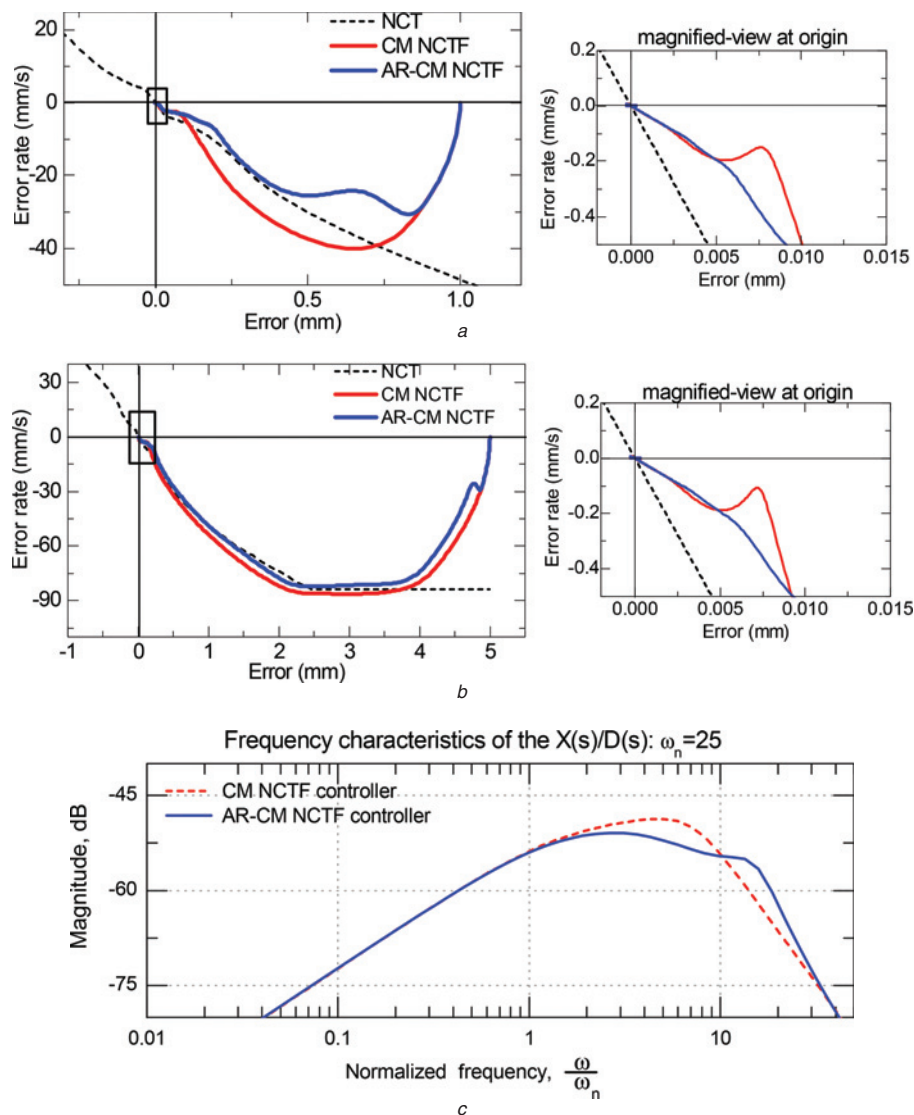 NCT
CM NCTF
AR-CM NCTF
Error rate (mm/s)
20
0
-20
-40
0.0
0.5
1.0
Error (mm)
magnified-view at origin
Error rate (mm/s)
0.2
0.0
-0.2
-0.4
0.000
0.005
0.010
0.015
Error (mm)
a
NCT
CM NCTF
AR-CM NCTF
Error rate (mm/s)
30
0
-30
-60
-90
-1
0
1
2
3
4
5
Error (mm)
magnified-view at origin
Error rate (mm/s)
0.2
0.0
-0.2
-0.4
0.000
0.005
0.010
0.015
Error (mm)
b
Frequency characteristics of the X(s)/D(s): ω_n=25
CM NCTF controller
AR-CM NCTF controller
Magnitude, dB
-45
-60
-75
0.01
0.1
1
10
Normalized frequency, ω/ω_n
c